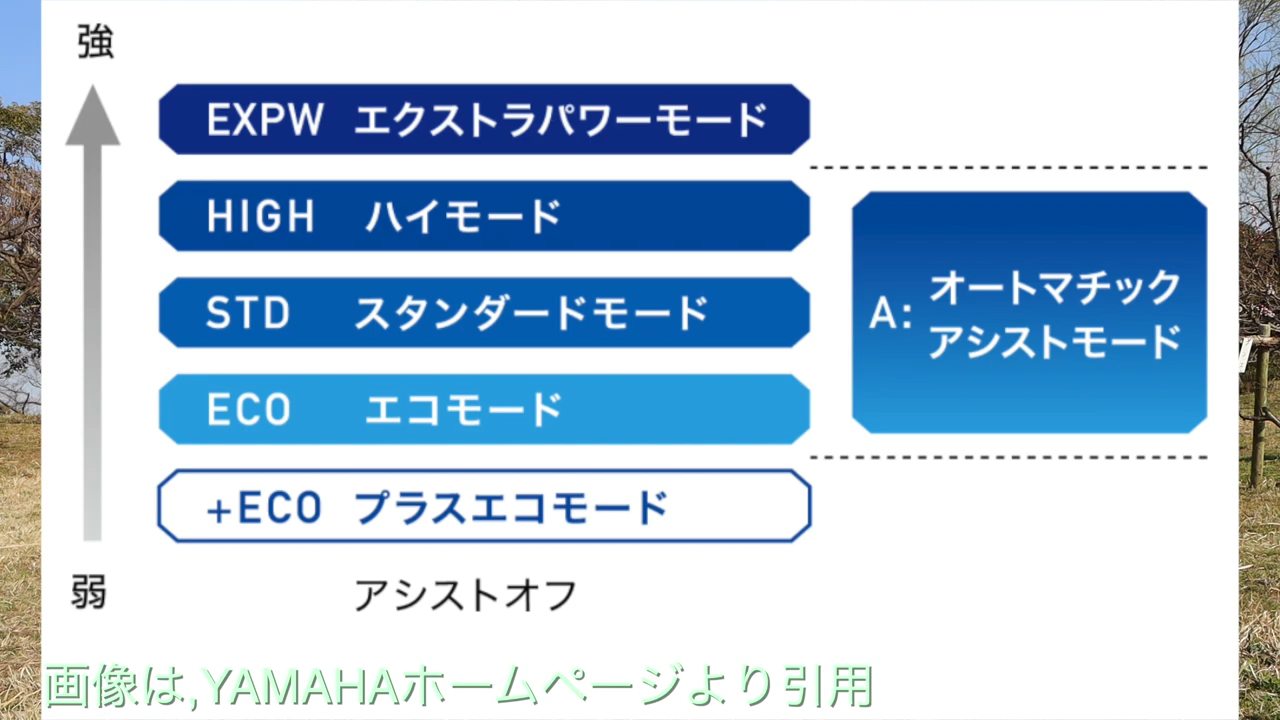 強
EXPW エクストラパワーモード
HIGH ハイモード
STD スタンダードモード
ECO エコモード
+ECO プラスエコモード
A: オートマチック
アシストモード
弱
アシストオフ
画像は,YAMAHAホームページより引用